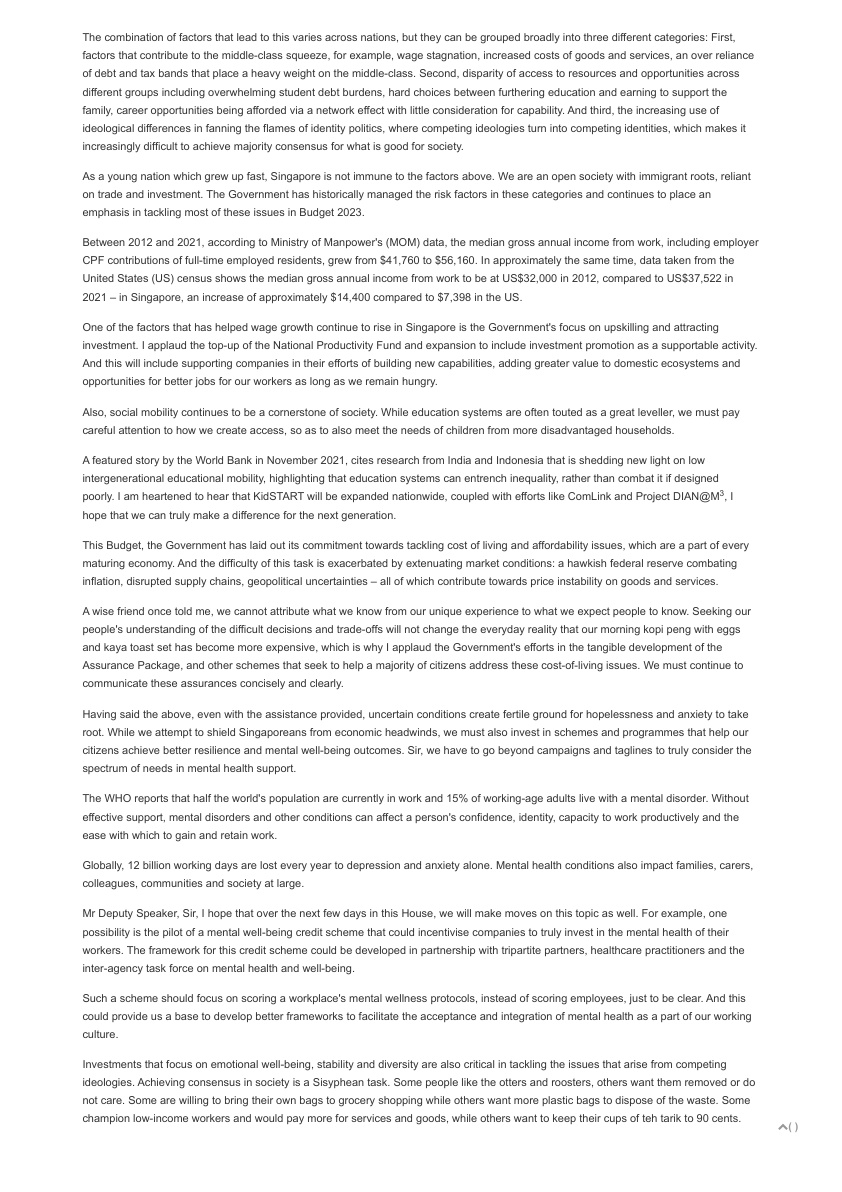 The combination of factors that lead to this varies across nations, but they can be grouped broadly into three different categories: First,
factors that contribute to the middle-class squeeze, for example, wage stagnation, increased costs of goods and services, an over reliance
of debt and tax bands that place a heavy weight on the middle-class. Second, disparity of access to resources and opportunities across
different groups including overwhelming student debt burdens, hard choices between furthering education and earning to support the
family, career opportunities being afforded via a network effect with little consideration for capability. And third, the increasing use of
ideological differences in fanning the flames of identity politics, where competing ideologies turn into competing identities, which makes it
increasingly difficult to achieve majority consensus for what is good for society.
As a young nation which grew up fast, Singapore is not immune to the factors above. We are an open society with immigrant roots, reliant
on trade and investment. The Government has historically managed the risk factors in these categories and continues to place an
emphasis in tackling most of these issues in Budget 2023.
Between 2012 and 2021, according to Ministry of Manpower's (MOM) data, the median gross annual income from work, including employer
CPF contributions of full-time employed residents, grew from $41,760 to $56,160. In approximately the same time, data taken from the
United States (US) census shows the median gross annual income from work to be at US$32,000 in 2012, compared to US$37,522 in
2021 – in Singapore, an increase of approximately $14,400 compared to $7,398 in the US.
One of the factors that has helped wage growth continue to rise in Singapore is the Government's focus on upskilling and attracting
investment. I applaud the top-up of the National Productivity Fund and expansion to include investment promotion as a supportable activity.
And this will include supporting companies in their efforts of building new capabilities, adding greater value to domestic ecosystems and
opportunities for better jobs for our workers as long as we remain hungry.
Also, social mobility continues to be a cornerstone of society. While education systems are often touted as a great leveller, we must pay
careful attention to how we create access, so as to also meet the needs of children from more disadvantaged households.
A featured story by the World Bank in November 2021, cites research from India and Indonesia that is shedding new light on low
intergenerational educational mobility, highlighting that education systems can entrench inequality, rather than combat it if designed
poorly. I am heartened to hear that KidSTART will be expanded nationwide, coupled with efforts like ComLink and Project DIAN@M³, I
hope that we can truly make a difference for the next generation.
This Budget, the Government has laid out its commitment towards tackling cost of living and affordability issues, which are a part of every
maturing economy. And the difficulty of this task is exacerbated by extenuating market conditions: a hawkish federal reserve combating
inflation, disrupted supply chains, geopolitical uncertainties – all of which contribute towards price instability on goods and services.
A wise friend once told me, we cannot attribute what we know from our unique experience to what we expect people to know. Seeking our
people's understanding of the difficult decisions and trade-offs will not change the everyday reality that our morning kopi peng with eggs
and kaya toast set has become more expensive, which is why I applaud the Government's efforts in the tangible development of the
Assurance Package, and other schemes that seek to help a majority of citizens address these cost-of-living issues. We must continue to
communicate these assurances concisely and clearly.
Having said the above, even with the assistance provided, uncertain conditions create fertile ground for hopelessness and anxiety to take
root. While we attempt to shield Singaporeans from economic headwinds, we must also invest in schemes and programmes that help our
citizens achieve better resilience and mental well-being outcomes. Sir, we have to go beyond campaigns and taglines to truly consider the
spectrum of needs in mental health support.
The WHO reports that half the world's population are currently in work and 15% of working-age adults live with a mental disorder. Without
effective support, mental disorders and other conditions can affect a person's confidence, identity, capacity to work productively and the
ease with which to gain and retain work.
Globally, 12 billion working days are lost every year to depression and anxiety alone. Mental health conditions also impact families, carers,
colleagues, communities and society at large.
Mr Deputy Speaker, Sir, I hope that over the next few days in this House, we will make moves on this topic as well. For example, one
possibility is the pilot of a mental well-being credit scheme that could incentivise companies to truly invest in the mental health of their
workers. The framework for this credit scheme could be developed in partnership with tripartite partners, healthcare practitioners and the
inter-agency task force on mental health and well-being.
Such a scheme should focus on scoring a workplace's mental wellness protocols, instead of scoring employees, just to be clear. And this
could provide us a base to develop better frameworks to facilitate the acceptance and integration of mental health as a part of our working
culture.
Investments that focus on emotional well-being, stability and diversity are also critical in tackling the issues that arise from competing
ideologies. Achieving consensus in society is a Sisyphean task. Some people like the otters and roosters, others want them removed or do
not care. Some are willing to bring their own bags to grocery shopping while others want more plastic bags to dispose of the waste. Some
champion low-income workers and would pay more for services and goods, while others want to keep their cups of teh tarik to 90 cents.
( )